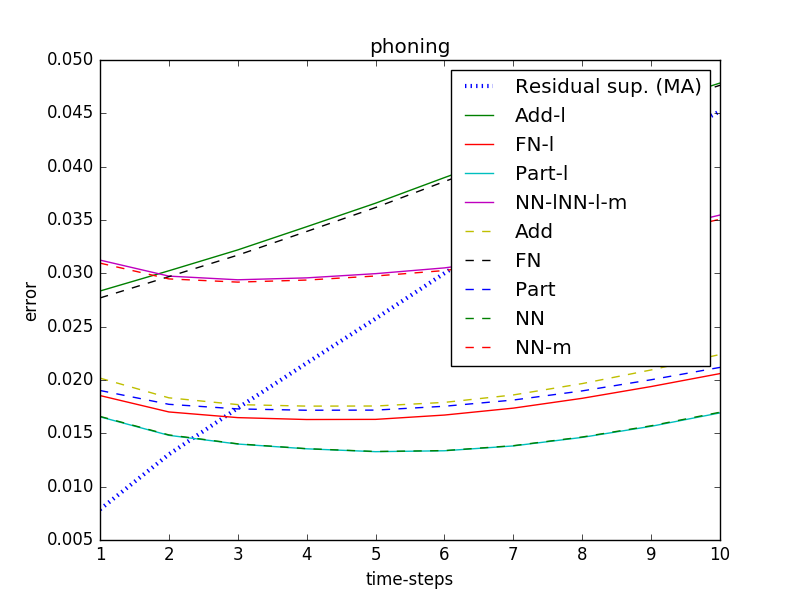 phoning
0.050
0.045
0.040
0.035
0.030
0.025
0.020
0.015
0.010
0.005
error
Residual sup. (MA)
Add-l
FN-l
Part-l
NN-lNN-l-m
Add
FN
Part
NN
NN-m
1 2 3 4 5 6 7 8 9 10
time-steps